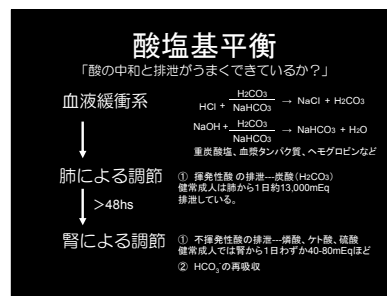 酸塩基平衡
「酸の中和と排泄がうまくできているか？」
血液緩衝系
HCl + H2CO3 / NaHCO3 → NaCl + H2CO3
NaOH + H2CO3 / NaHCO3 → NaHCO3 + H2O
重炭酸塩、血漿タンパク質、ヘモグロビンなど
肺による調節
① 揮発性酸の排泄---炭酸(H2CO3)
健常成人は肺から1日約13,000mEq
排泄している。
>48hs
腎による調節
① 不揮発性酸の排泄---燐酸、ケト酸、硫酸
健常成人では腎から1日わずか40-80mEqほど
② HCO3-の再吸収